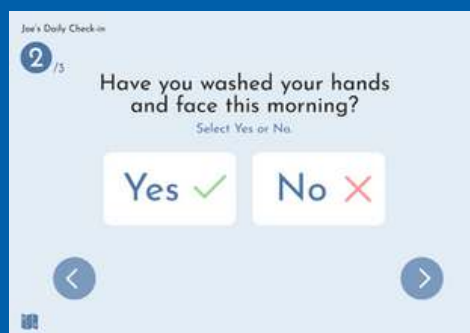 Joe's Daily Check-in
2/3
Have you washed your hands
and face this morning?
Select Yes or No.
Yes
No